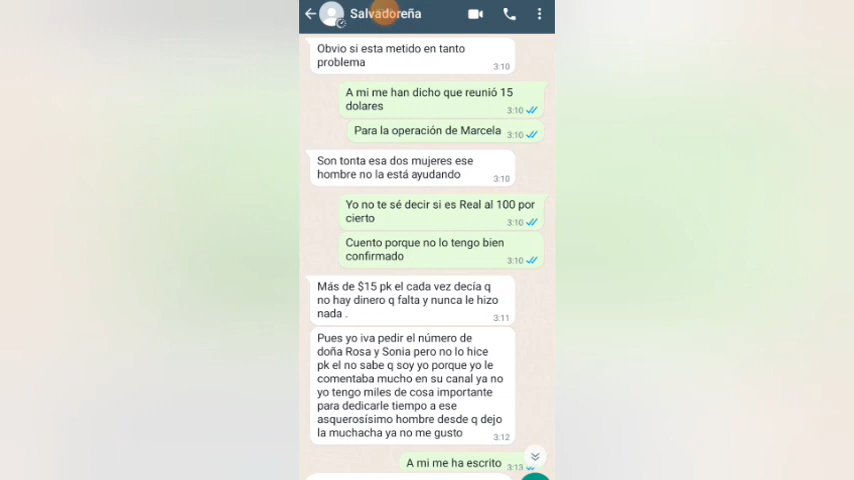 Salvadoreña
Obvio si esta metido en tanto
problema
3:10
A mi me han dicho que reunió 15
dolares
3:10
Para la operación de Marcela
3:10
Son tonta esa dos mujeres ese
hombre no la está ayudando
3:10
Yo no te sé decir si es Real al 100 por
cierto
3:10
Cuento porque no lo tengo bien
confirmado
3:10
Más de $15 pk el cada vez decía q
no hay dinero q falta y nunca le hizo
nada .
3:11
Pues yo iva pedir el número de
doña Rosa y Sonia pero no lo hice
pk el no sabe q soy yo porque yo le
comentaba mucho en su canal ya no
yo tengo miles de cosa importante
para dedicarle tiempo a ese
asquerosísimo hombre desde q dejo
la muchacha ya no me gusto
3:12
A mi me ha escrito
3:13